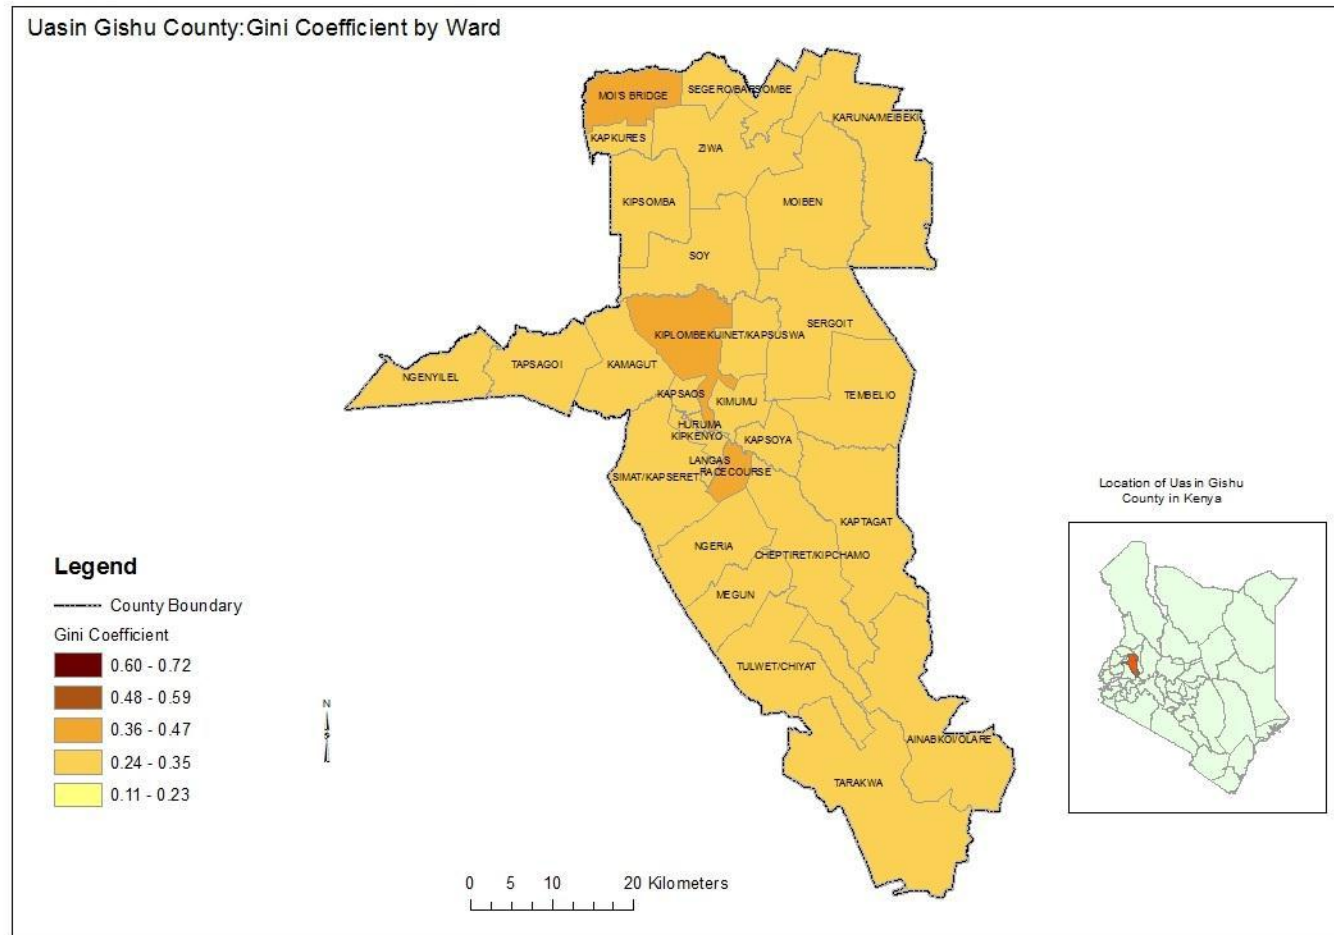 Uasin Gishu County:Gini Coefficient by Ward
MOI'S BRIDGE
SEGERO/BARSOMBE
KARUNA/MEIBEKI
KAPKURES
ZIWA
KIPSOMBA
MOIBEN
SOY
SERGOIT
KIPLOMBE
KUINET/KAPSUSWA
NGENYILEL
TAPSAGOI
KAMAGUT
KAPSAOS
KIMUMU
TEMBELIO
HURUMA
KIPKENYO
KAPSOYA
LANGAS
RACECOURSE
SIMAT/KAPSERET
KAPTAGAT
NGERIA
CHEPTIRET/KIPCHAMO
MEGUN
TULWET/CHIYAT
AINABKOI/OLARE
TARAKWA
Location of Uasin Gishu
County in Kenya
Legend
County Boundary
Gini Coefficient
0.60 - 0.72
0.48 - 0.59
0.36 - 0.47
0.24 - 0.35
0.11 - 0.23
N
S
0 5 10 20 Kilometers